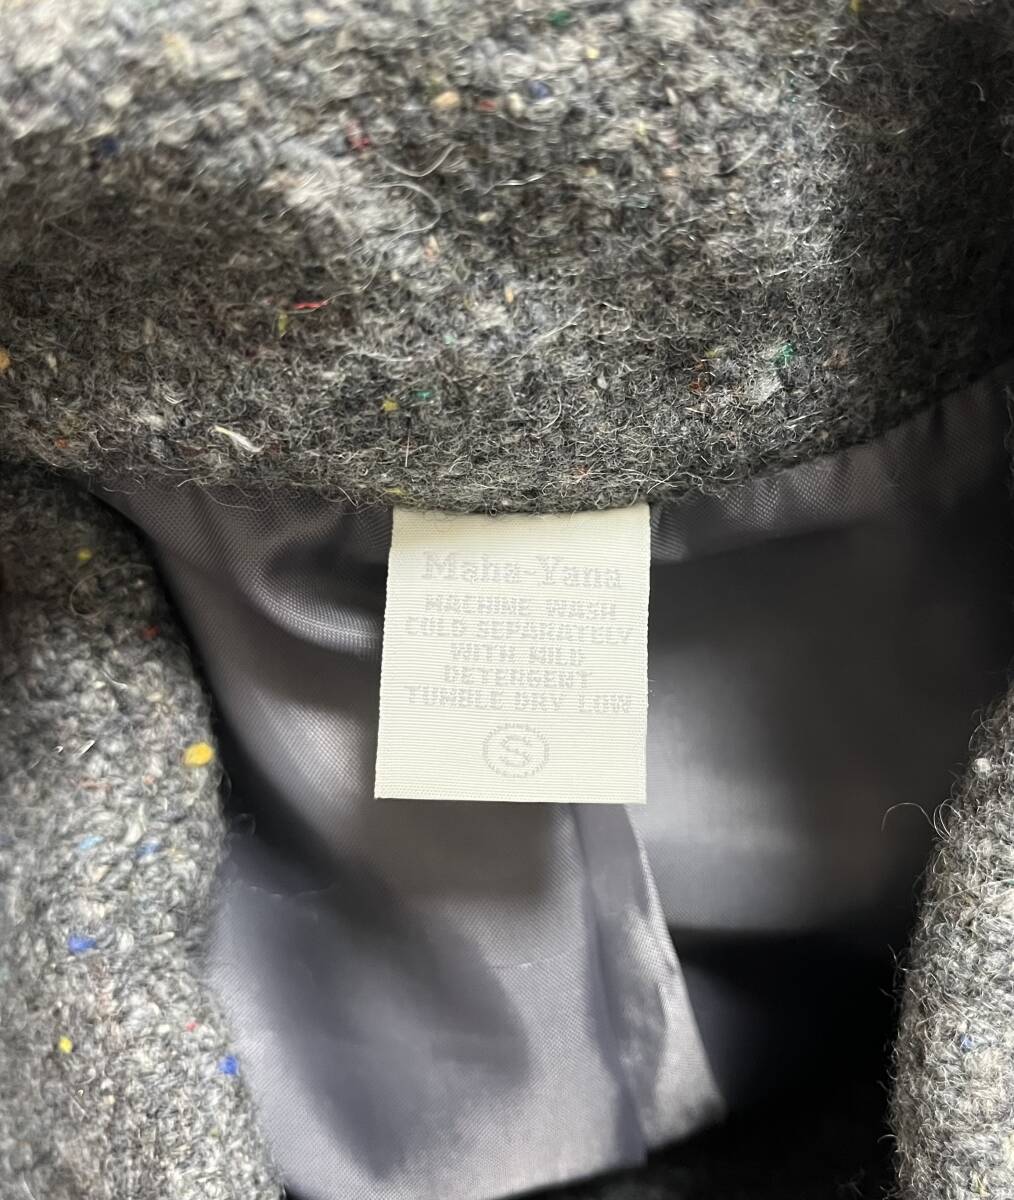 Maha-Yana
MACHINE WASH
COLD SEPARATELY
WITH MILD
DETERGENT
TUMBLE DRY LOW
S